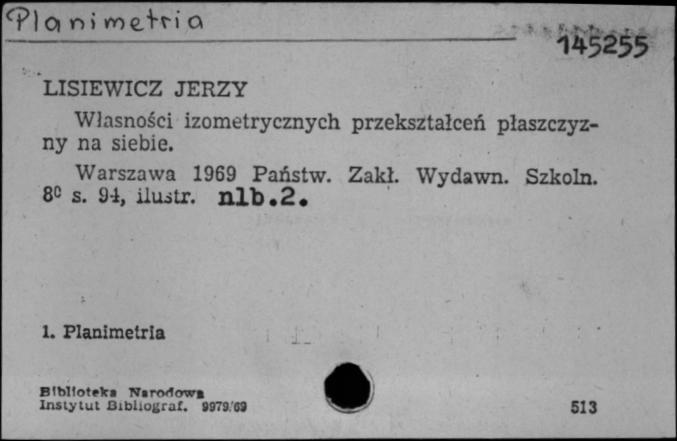 Planimetria
145255
LISIEWICZ JERZY
Własności izometrycznych przekształceń płaszczyz-
ny na siebie.
Warszawa 1969 Państw. Zakł. Wydawn. Szkoln.
8° s. 94, ilustr. nlb.2.
1. Planimetria
Biblioteka Narodowa
Instytut Bibliograf. 9979/69
513